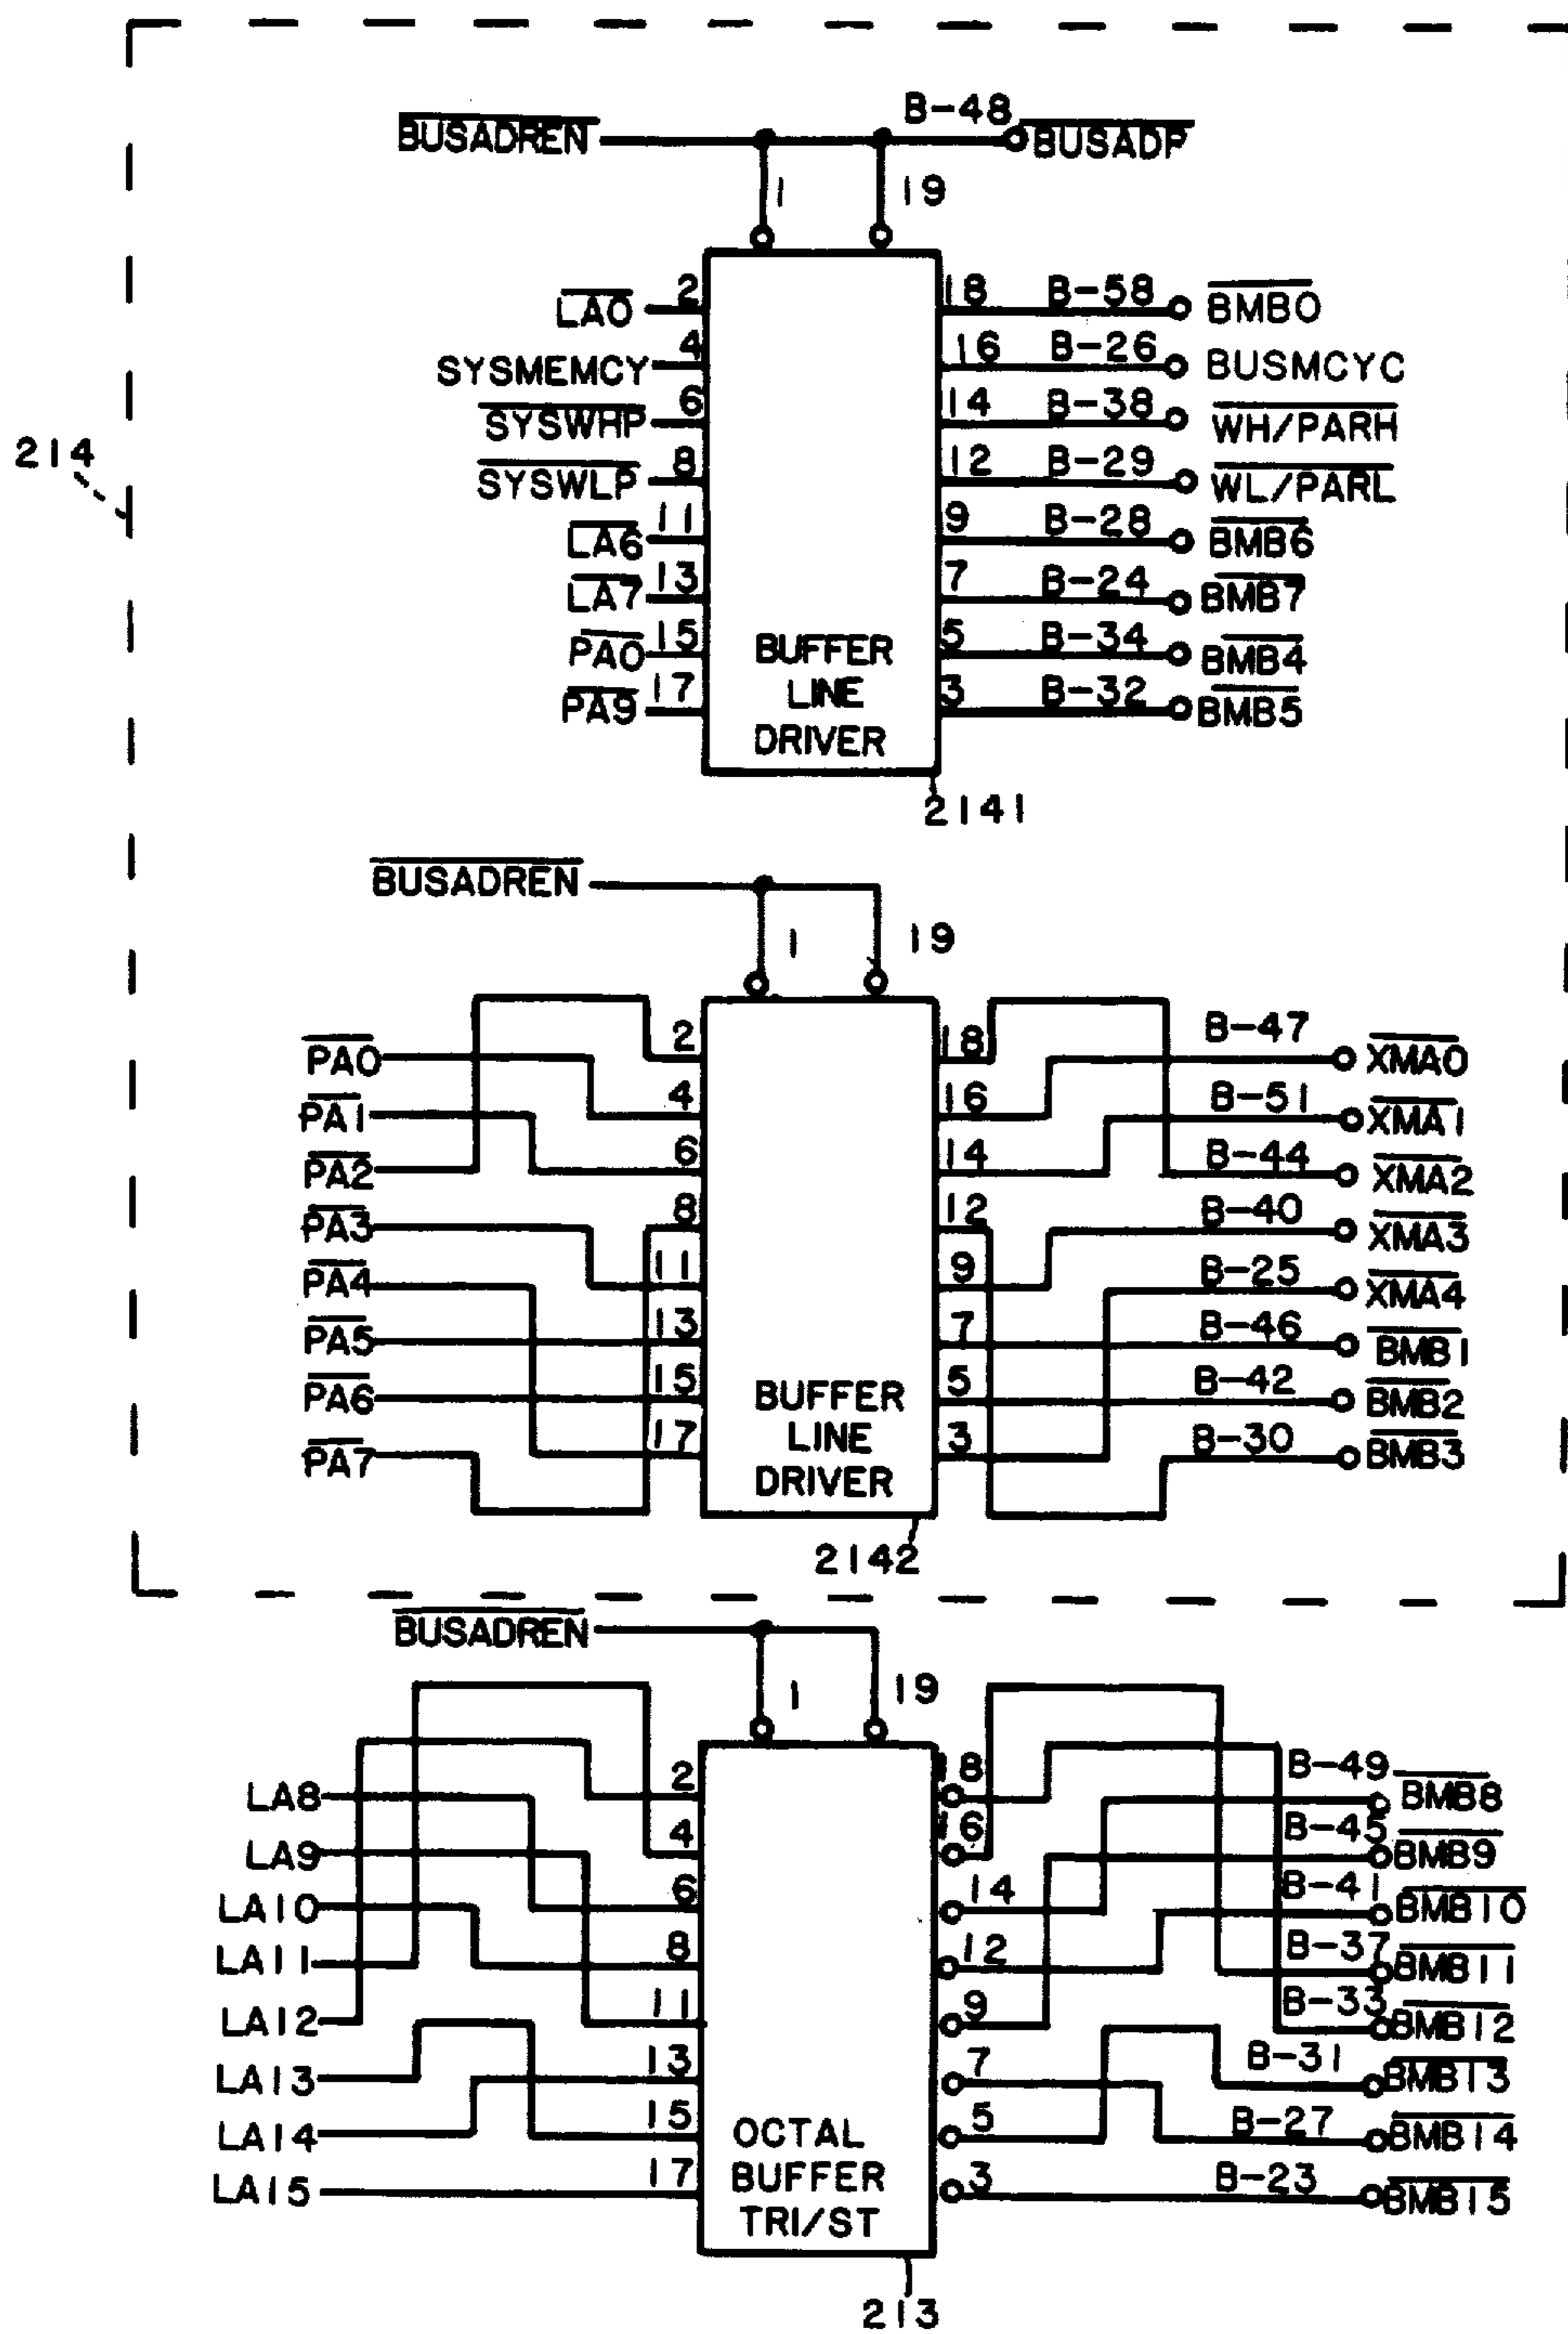 B-48
BUSADREN BUSADP
1 19
LA0 2 18 B-58 BMB0
SYSMEMCY 4 16 B-26 BUSMCYC
SYSWHP 6 14 B-38 WH/PARH
214 SYSWLP 8 12 B-29 WL/PARL
LA6 11 9 B-28 BMB6
LA7 13 7 B-24 BMB7
PA0 15 5 B-34 BMB4
PA9 17 3 B-32 BMB5
BUFFER
LINE
DRIVER
2141
BUSADREN
1 19
PA0 2 18 B-47 XMA0
PA1 4 16 B-51 XMA1
PA2 6 14 B-44 XMA2
PA3 8 12 B-40 XMA3
PA4 11 9 B-25 XMA4
PA5 13 7 B-46 BMB1
PA6 15 5 B-42 BMB2
PA7 17 3 B-30 BMB3
BUFFER
LINE
DRIVER
2142
BUSADREN
1 19
LA8 2 18 B-49 BMB8
LA9 4 16 B-45 BMB9
LA10 6 14 B-41 BMB10
LA11 8 12 B-37 BMB11
LA12 11 9 B-33 BMB12
LA13 13 7 B-31 BMB13
LA14 15 5 B-27 BMB14
LA15 17 3 B-23 BMB15
OCTAL
BUFFER
TRI/ST
213